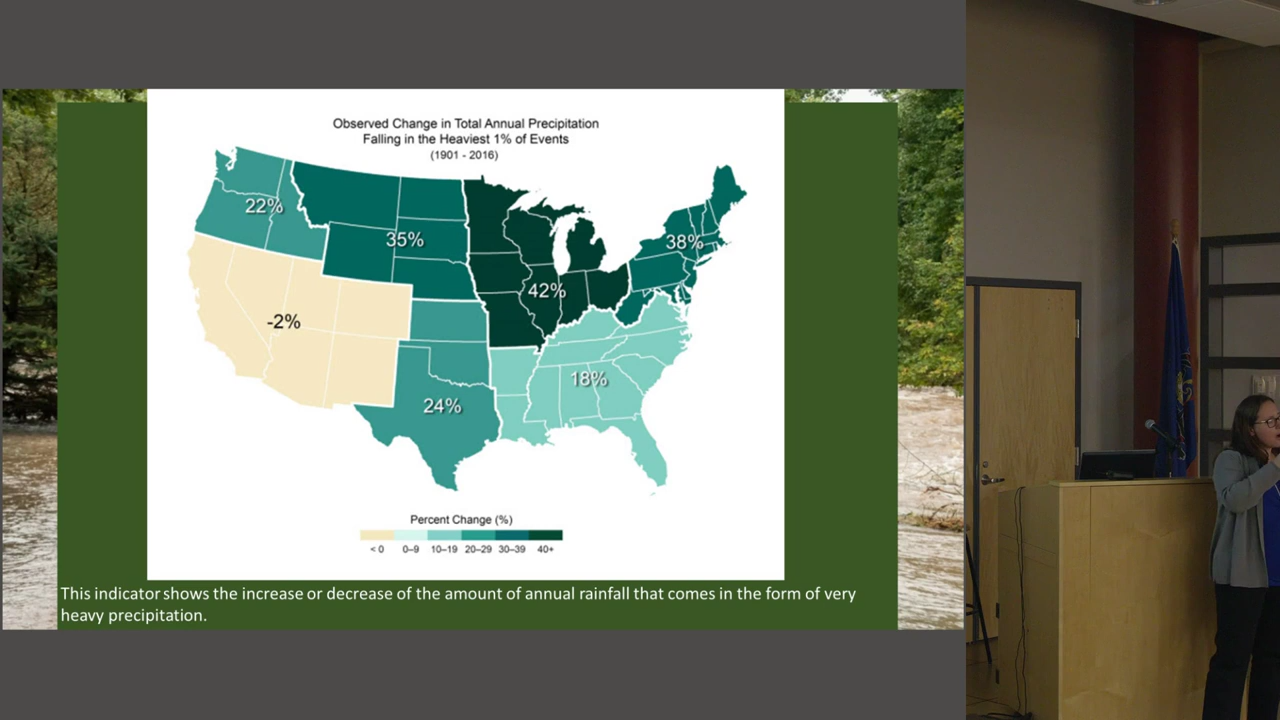 Observed Change in Total Annual Precipitation
Falling in the Heaviest 1% of Events
(1901 - 2016)
22%
35%
38%
42%
-2%
18%
24%
Percent Change (%)
< 0 0–9 10–19 20–29 30–39 40+
This indicator shows the increase or decrease of the amount of annual rainfall that comes in the form of very
heavy precipitation.